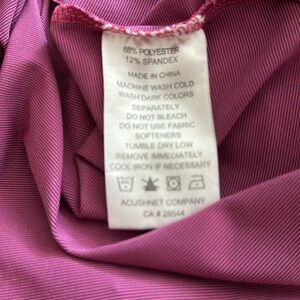 88% POLYESTER
12% SPANDEX
MADE IN CHINA
MACHINE WASH COLD
WASH DARK COLORS
SEPARATELY
DO NOT BLEACH
DO NOT USE FABRIC
SOFTENERS
TUMBLE DRY LOW
REMOVE IMMEDIATELY
COOL IRON IF NECESSARY
ACUSHNET COMPANY
CA # 28544